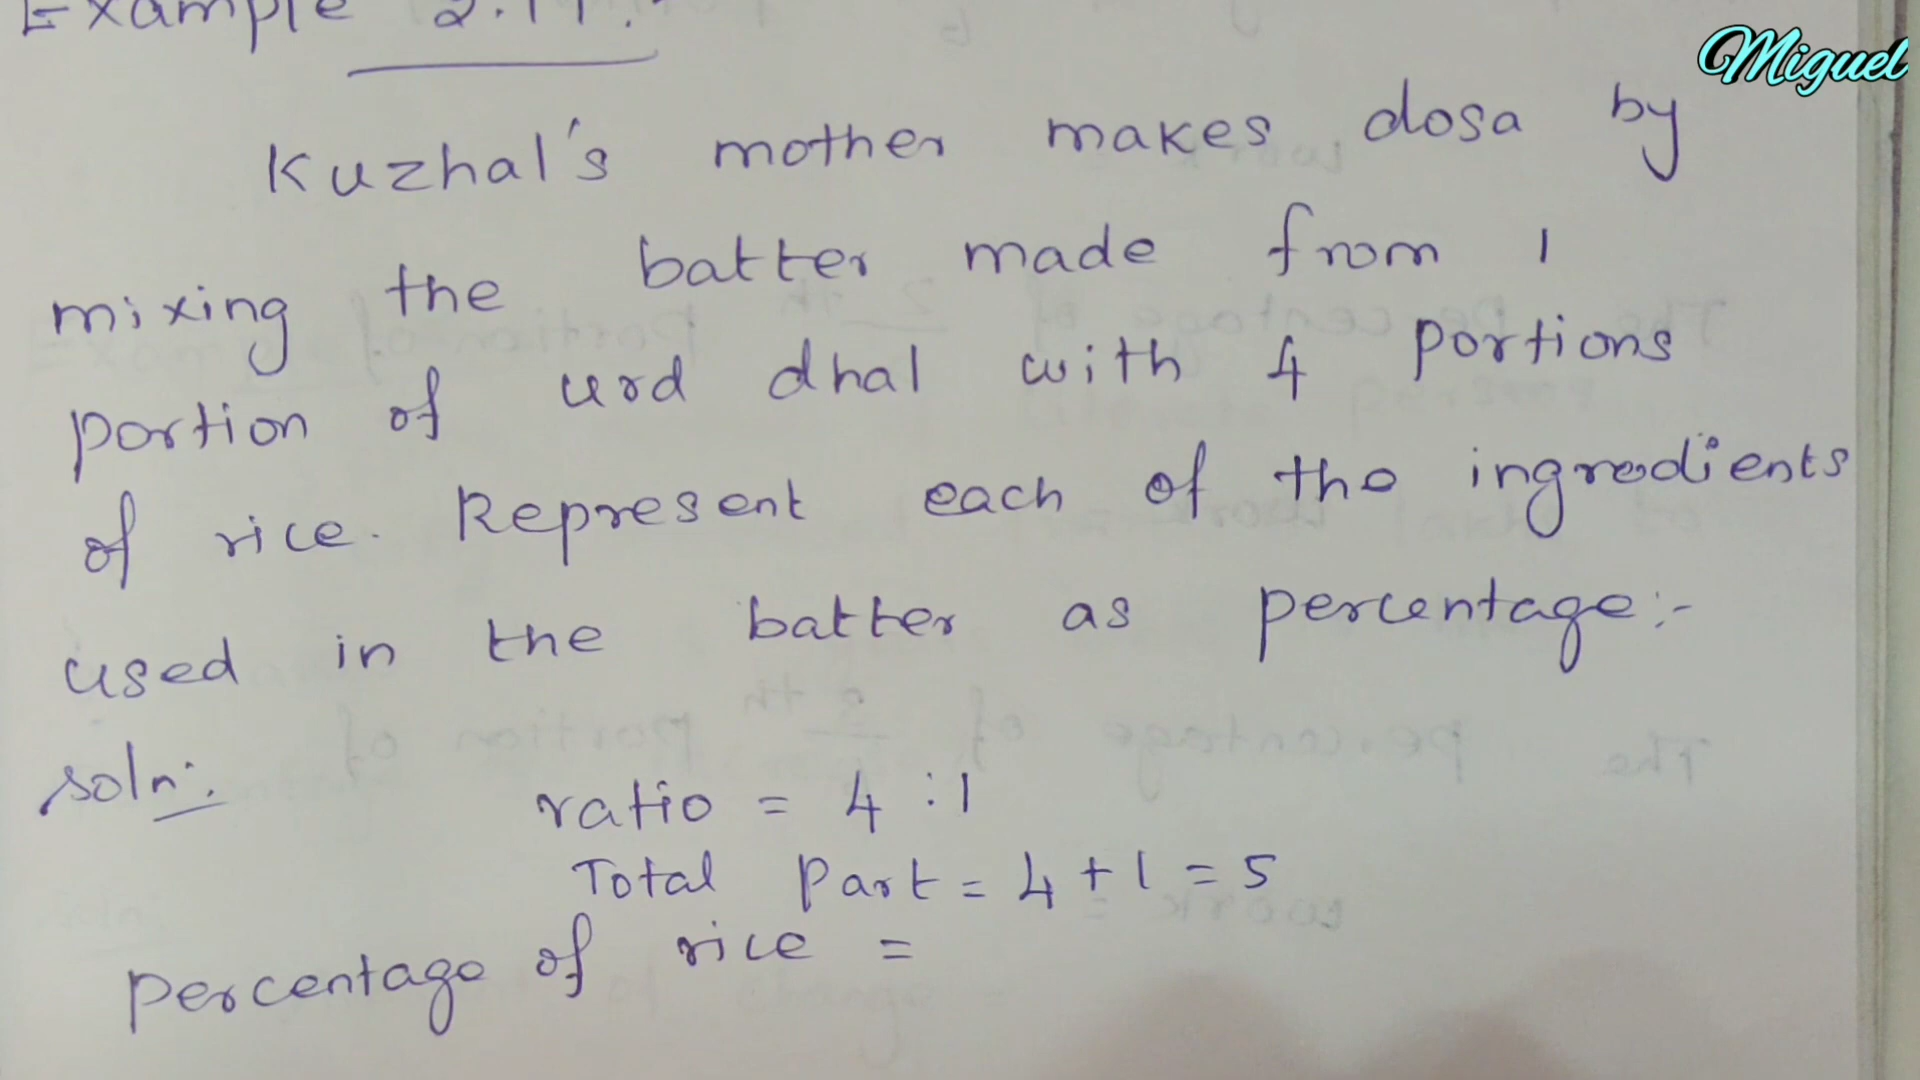 Example 2.11:
Miguel
Kuzhal's mother makes dosa by
mixing the batter made from 1
portion of urd dhal with 4 portions
of rice. Represent each of the ingredients
used in the batter as percentage:-
soln:
ratio = 4 : 1
Total Part = 4 + 1 = 5
percentage of rice =